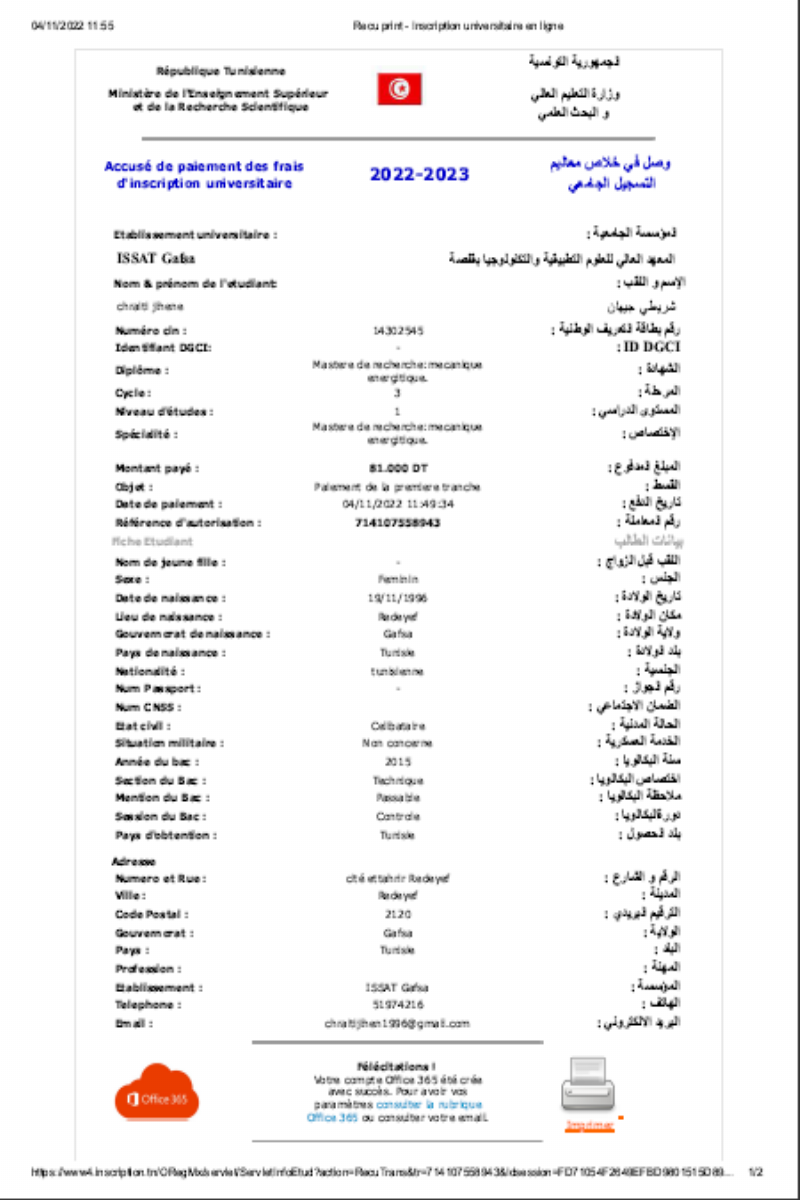 04/11/2022 11:55 Recu print - Inscription universitaire en ligne
République Tunisienne الجمهورية التونسية
Ministère de l'Enseignement Supérieur وزارة التعليم العالي
et de la Recherche Scientifique و البحث العلمي
Accusé de paiement des frais 2022-2023 وصل في خلاص معاليم
d'inscription universitaire التسجيل الجامعي
Etablissement universitaire : المؤسسة الجامعية :
ISSAT Gafsa المعهد العالي للعلوم التطبيقية والتكنولوجيا بقفصة
Nom & prénom de l'etudiant: الإسم و اللقب :
chraiti jihene شريطي جيهان
Numéro cin : 14302545 رقم بطاقة التعريف الوطنية :
Identifiant DGCI: - ID DGCI :
Diplôme : Mastere de recherche:mecanique energitique. الشهادة :
Cycle : 3 المرحلة :
Niveau d'études : 1 المستوى الدراسي :
Spécialité : Mastere de recherche:mecanique energitique. الإختصاص :
Montant payé : 81.000 DT المبلغ المدفوع :
Objet : Paiement de la premiere tranche القسط :
Date de paiement : 04/11/2022 11:49:34 تاريخ الدفع :
Référence d'autorisation : 714107558943 رقم المعاملة :
Fiche Etudiant بيانات الطالب
Nom de jeune fille : - اللقب قبل الزواج :
Sexe : Feminin الجنس :
Date de naissance : 19/11/1996 تاريخ الولادة :
Lieu de naissance : Redeyef مكان الولادة :
Gouvernorat de naissance : Gafsa ولاية الولادة :
Pays de naissance : Tunisie بلد الولادة :
Nationalité : tunisienne الجنسية :
Num Passport : - رقم الجواز :
Num CNSS : الضمان الاجتماعي :
Etat civil : Celibataire الحالة المدنية :
Situation militaire : Non concerne الخدمة العسكرية :
Année du bac : 2015 سنة البكالويا :
Section du Bac : Technique اختصاص البكالويا :
Mention du Bac : Passable ملاحظة البكالويا :
Session du Bac : Controle دورةالبكالويا :
Pays d'obtention : Tunisie بلد الحصول :
Adresse
Numero et Rue : cité ettahrir Redeyef الرقم و الشارع :
Ville : Redeyef المدينة :
Code Postal : 2120 الترقيم البريدي :
Gouvernorat : Gafsa الولاية :
Pays : Tunisie البلد :
Profession : المهنة :
Etablissement : ISSAT Gafsa المؤسسة :
Telephone : 51974216 الهاتف :
Email : chraitijihen1996@gmail.com البريد الالكتروني :
Félécitations !
Votre compte Office 365 été crée
avec succès. Pour avoir vos
paramètres consulter la rubrique
Office 365 ou consulter votre email.
Office 365
Imprimer
https://www4.inscription.tn/ORegMx/servlet/ServletInfoEtud?action=RecuTrans&tr=714107558943&idsession=FD71054F2649EFBD9801515D89... 1/2